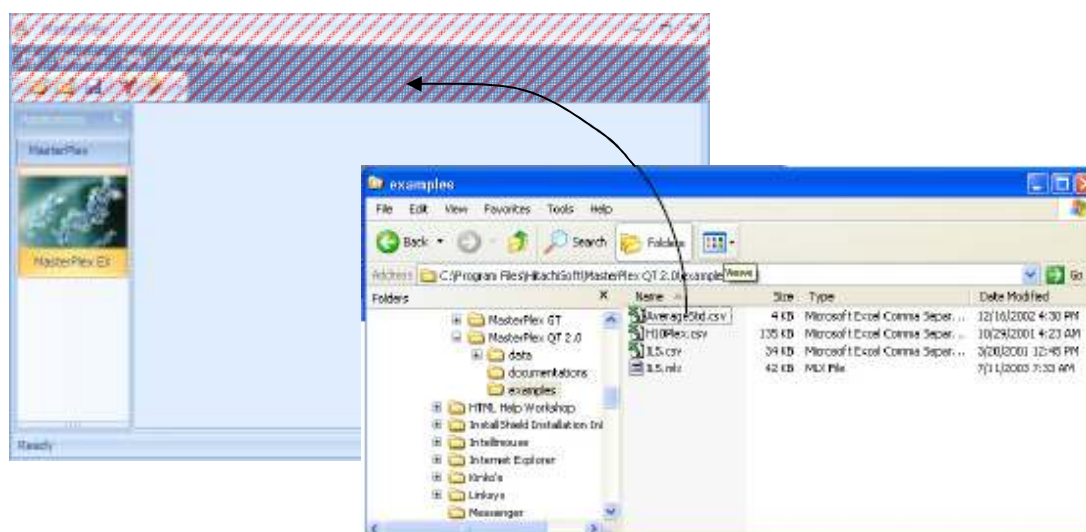 MasterPlex
MasterPlex EX
Ready
examples
File Edit View Favorites Tools Help
Back Search Folders
Address C:\Program Files\HitachiSoft\MasterPlex QT 2.0\example Go
Views
Folders x Name Size Type Date Modified
MasterPlex GT
MasterPlex QT 2.0
data
documentations
examples
HTML Help Workshop
InstallShield Installation Inf
Intellimouse
Internet Explorer
Kinko's
Linksys
Messenger
AverageStd.csv 4 KB Microsoft Excel Comma Separ... 12/16/2002 4:30 PM
H10Plex.csv 135 KB Microsoft Excel Comma Separ... 10/29/2001 4:23 AM
IL5.csv 34 KB Microsoft Excel Comma Separ... 3/20/2001 12:45 PM
IL5.mlx 42 KB MLX File 7/11/2003 7:33 AM